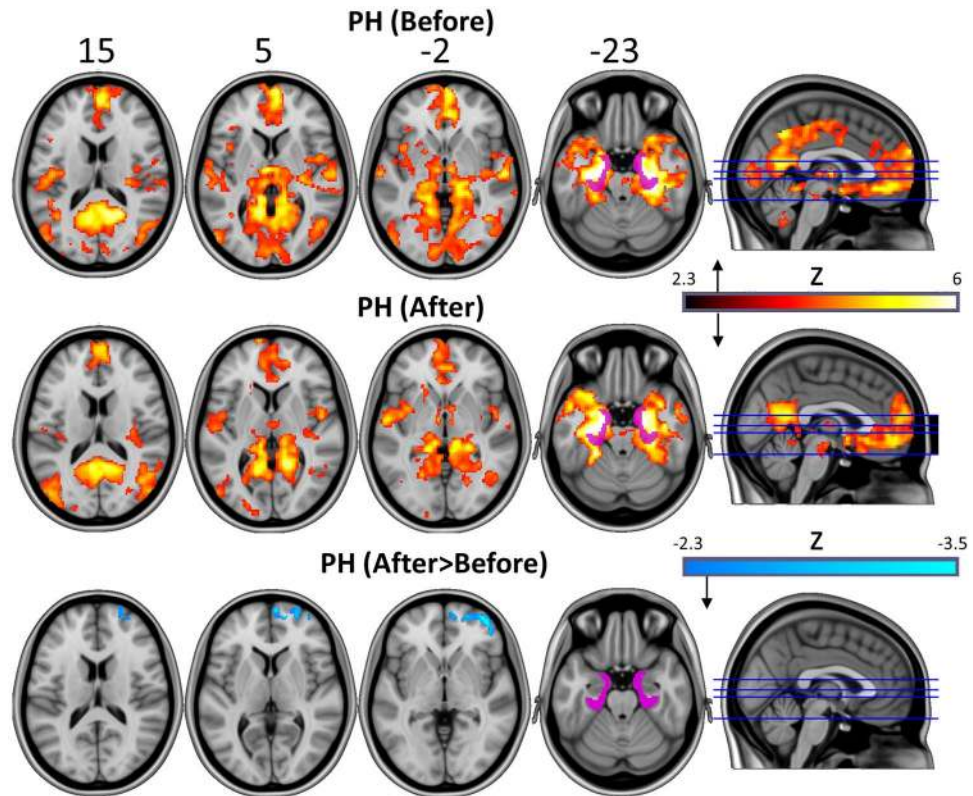 PH (Before)
15 5 -2 -23
2.3 Z 6
PH (After)
-2.3 Z -3.5
PH (After>Before)